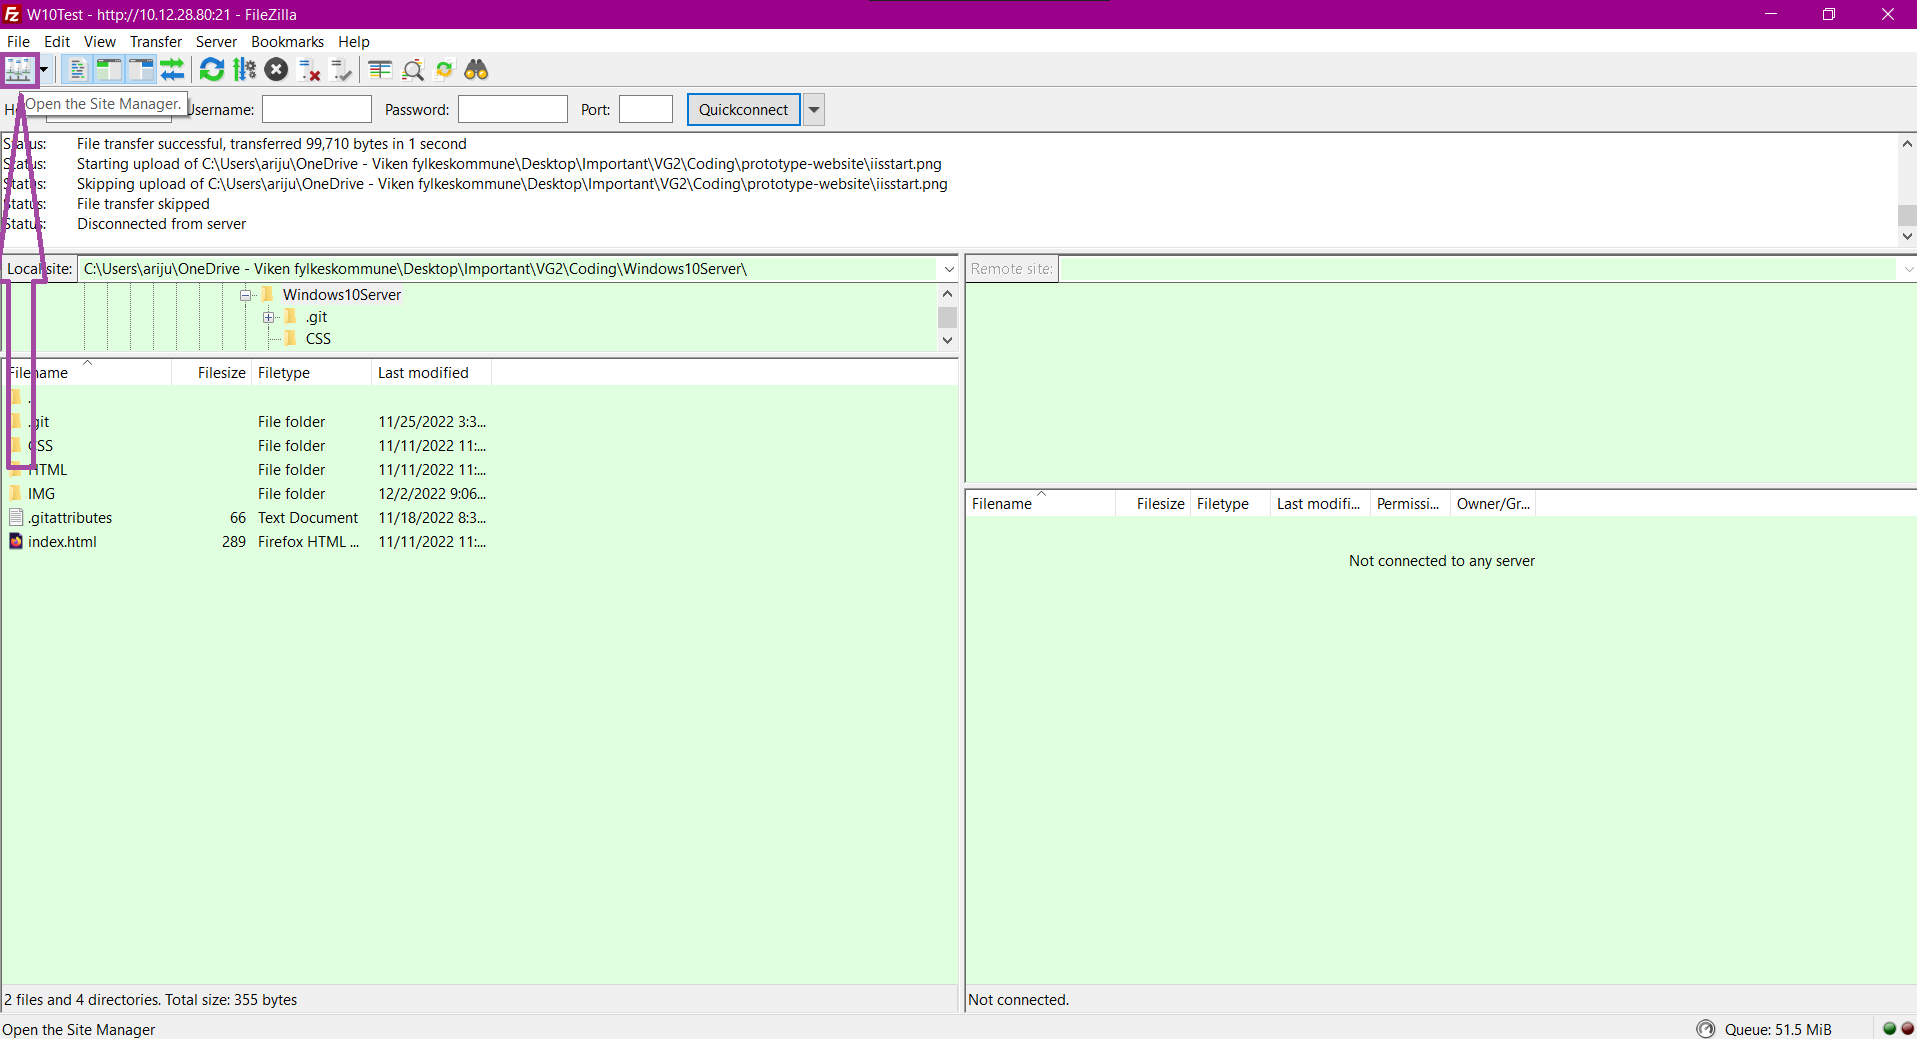 W10Test - http://10.12.28.80:21 - FileZilla
File Edit View Transfer Server Bookmarks Help
Open the Site Manager.
Username: Password: Port: Quickconnect
Status: File transfer successful, transferred 99,710 bytes in 1 second
Status: Starting upload of C:\Users\ariju\OneDrive - Viken fylkeskommune\Desktop\Important\VG2\Coding\prototype-website\iisstart.png
Status: Skipping upload of C:\Users\ariju\OneDrive - Viken fylkeskommune\Desktop\Important\VG2\Coding\prototype-website\iisstart.png
Status: File transfer skipped
Status: Disconnected from server
Local site: C:\Users\ariju\OneDrive - Viken fylkeskommune\Desktop\Important\VG2\Coding\Windows10Server\
Windows10Server
.git
CSS
Filename Filesize Filetype Last modified
.git File folder 11/25/2022 3:3...
CSS File folder 11/11/2022 11:...
HTML File folder 11/11/2022 11:...
IMG File folder 12/2/2022 9:06...
.gitattributes 66 Text Document 11/18/2022 8:3...
index.html 289 Firefox HTML ... 11/11/2022 11:...
2 files and 4 directories. Total size: 355 bytes
Remote site:
Filename Filesize Filetype Last modifi... Permissi... Owner/Gr...
Not connected to any server
Not connected.
Open the Site Manager
Queue: 51.5 MiB